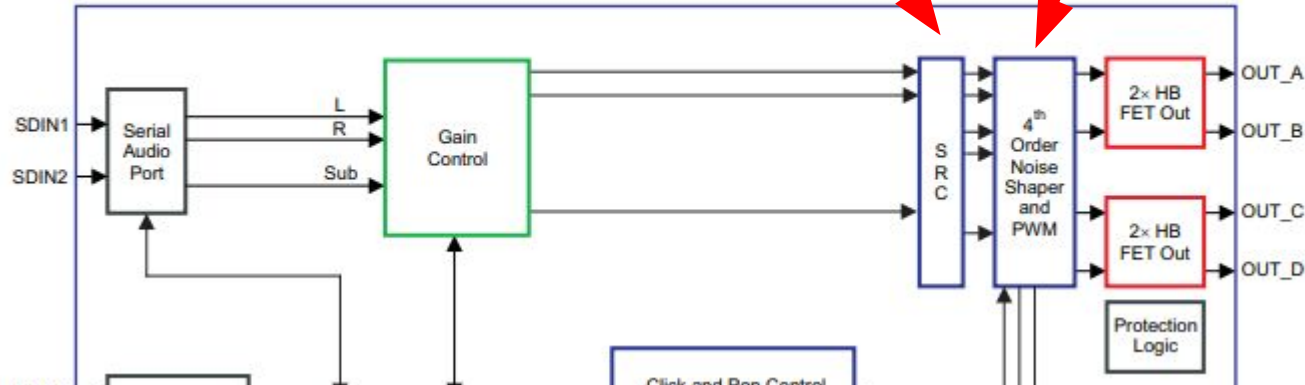 SDIN1
SDIN2
Serial
Audio
Port
L
R
Sub
Gain
Control
S
R
C
4th
Order
Noise
Shaper
and
PWM
2× HB
FET Out
2× HB
FET Out
OUT_A
OUT_B
OUT_C
OUT_D
Protection
Logic
Click and Pop Control